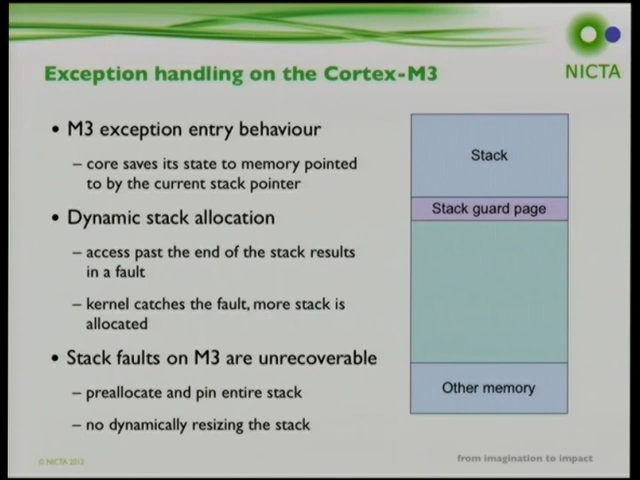 Exception handling on the Cortex-M3
NICTA
• M3 exception entry behaviour
– core saves its state to memory pointed
to by the current stack pointer
• Dynamic stack allocation
– access past the end of the stack results
in a fault
– kernel catches the fault, more stack is
allocated
• Stack faults on M3 are unrecoverable
– preallocate and pin entire stack
– no dynamically resizing the stack
Stack
Stack guard page
Other memory
© NICTA 2012
from imagination to impact